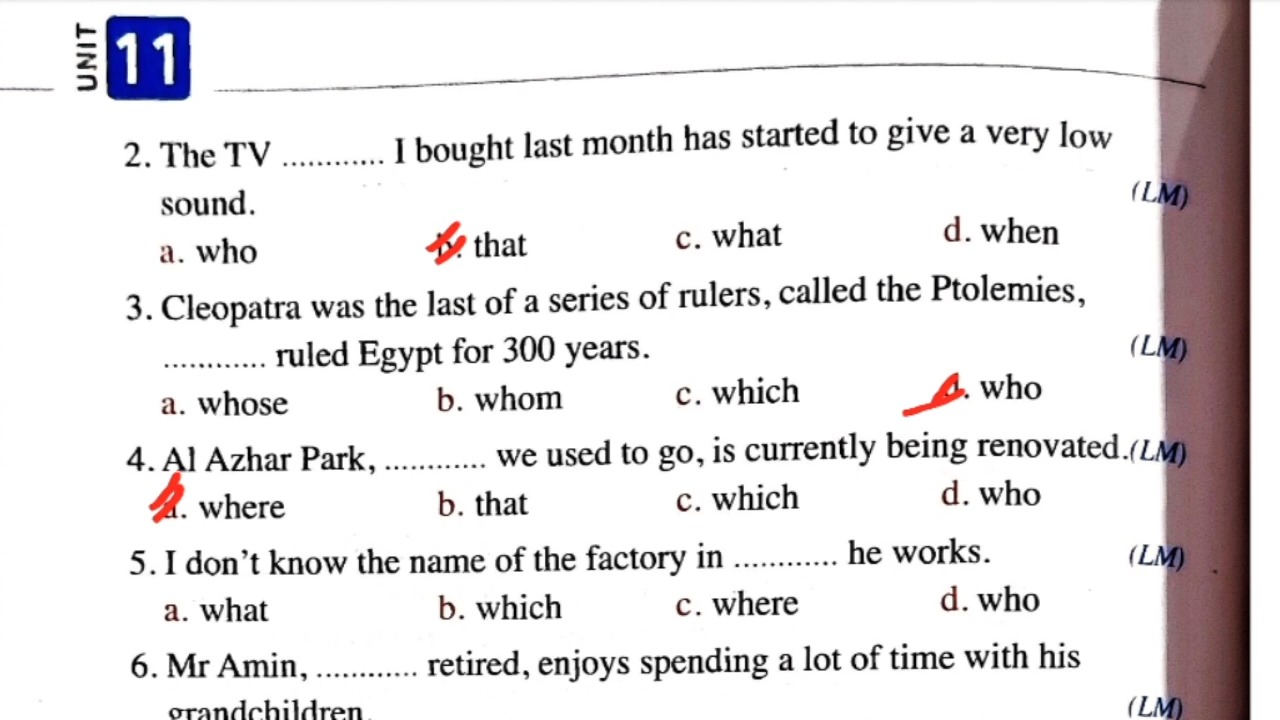 UNIT 11
2. The TV ............ I bought last month has started to give a very low
sound. (LM)
a. who b. that c. what d. when
3. Cleopatra was the last of a series of rulers, called the Ptolemies,
............ ruled Egypt for 300 years. (LM)
a. whose b. whom c. which d. who
4. Al Azhar Park, ............ we used to go, is currently being renovated. (LM)
a. where b. that c. which d. who
5. I don't know the name of the factory in ............ he works. (LM)
a. what b. which c. where d. who
6. Mr Amin, ............ retired, enjoys spending a lot of time with his
grandchildren. (LM)